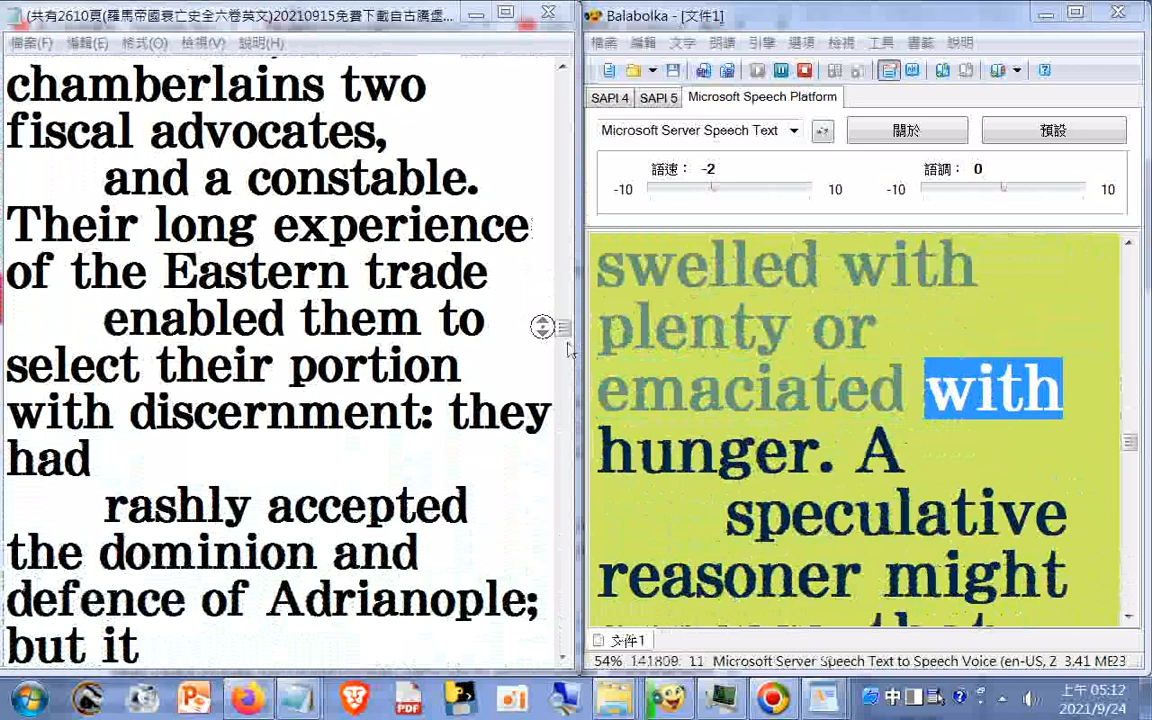 (共有2610頁(羅馬帝國衰亡史全六卷英文)20210915免費下載自古騰堡...
檔案(F) 編輯(E) 格式(O) 檢視(V) 說明(H)
chamberlains two
fiscal advocates,
and a constable.
Their long experience
of the Eastern trade
enabled them to
select their portion
with discernment: they
had
rashly accepted
the dominion and
defence of Adrianople;
but it
Balabolka - [文件1]
檔案 編輯 文字 朗讀 引擎 選項 檢視 工具 書籤 說明
SAPI 4 SAPI 5 Microsoft Speech Platform
Microsoft Server Speech Text 關於 預設
語速： -2 語調： 0
-10 10 -10 10
swelled with
plenty or
emaciated with
hunger. A
speculative
reasoner might
文件1
54% 141809: 11 Microsoft Server Speech Text to Speech Voice (en-US, Z 3.41 ME23
中
上午 05:12
2021/9/24